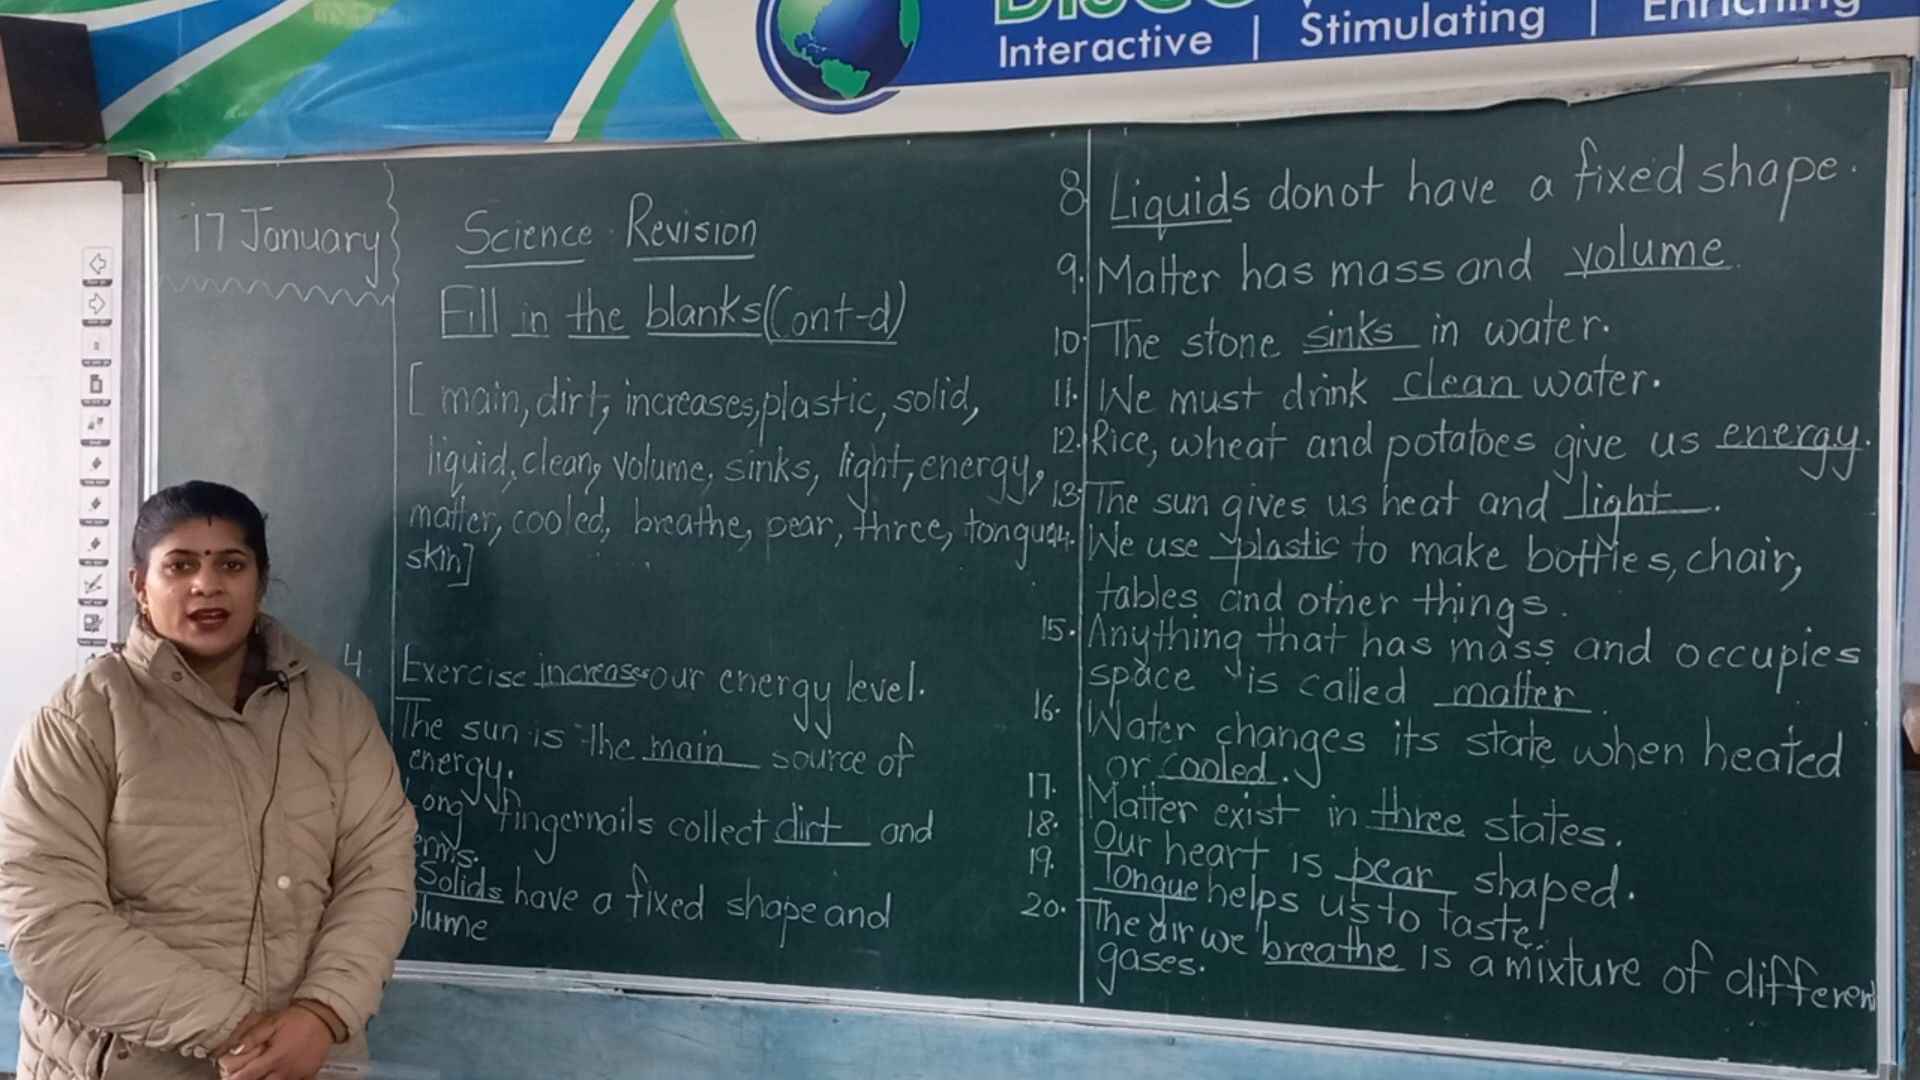 Interactive | Stimulating | Enriching
17 January
Science Revision
Fill in the blanks (Cont-d)
[ main, dirt, increases, plastic, solid,
liquid, clean, volume, sinks, light, energy,
matter, cooled, breathe, pear, three, tongue,
skin]
4. Exercise increases our energy level.
The sun is the main source of
energy.
Long fingernails collect dirt and
Solids have a fixed shape and
8. Liquids donot have a fixed shape.
9. Matter has mass and volume.
10. The stone sinks in water.
11. We must drink clean water.
12. Rice, wheat and potatoes give us energy.
13. The sun gives us heat and light.
14. We use plastic to make bottles, chair,
tables and other things.
15. Anything that has mass and occupies
space is called matter.
16. Water changes its state when heated
or cooled.
17. Matter exist in three states.
18. Our heart is pear shaped.
19. Tongue helps us to taste.
20. The air we breathe is a mixture of differen
gases.